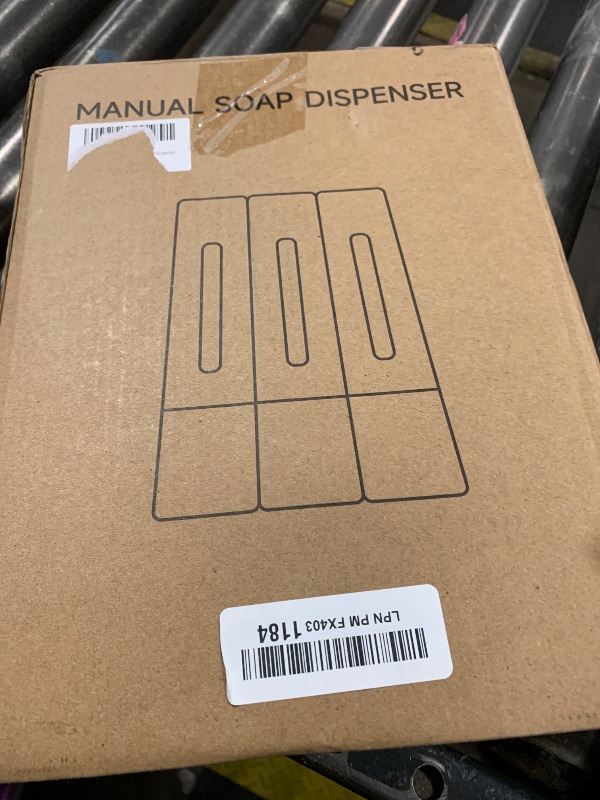 MANUAL SOAP DISPENSER
LPN PM FX403 1184